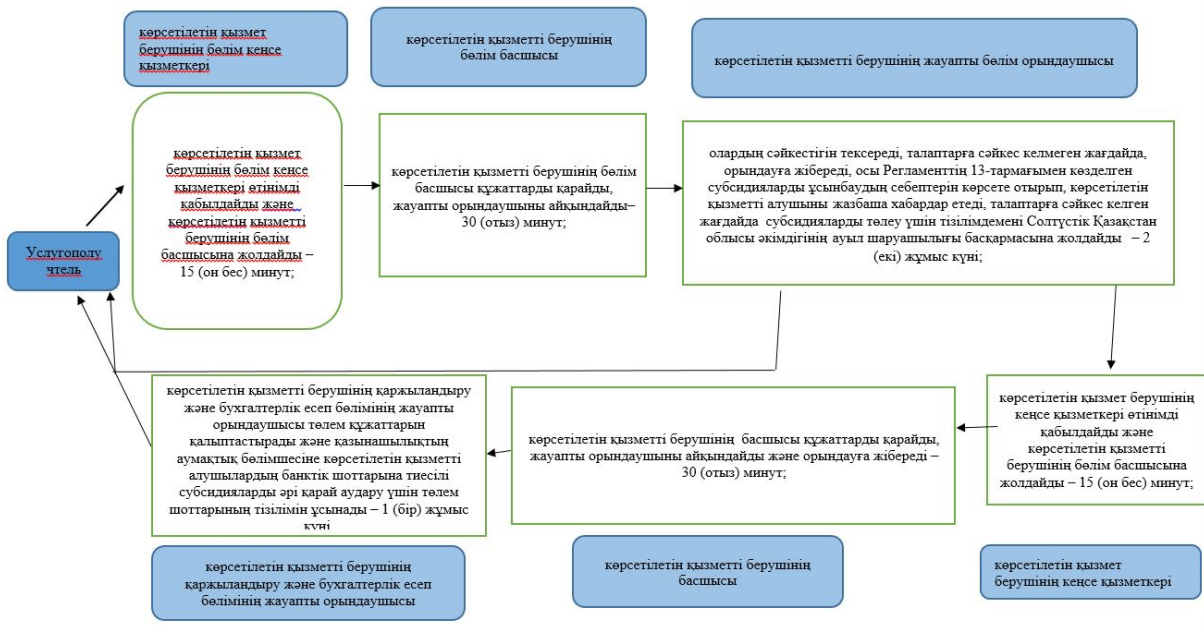 көрсетілетін қызмет
берушінің бөлім кеңсе
қызметкері
көрсетілетін қызметті берушінің
бөлім басшысы
көрсетілетін қызметті берушінің жауапты бөлім орындаушысы
Услугополу
чтель
көрсетілетін қызмет
берушінің бөлім кеңсе
қызметкері өтінімді
қабылдайды және
көрсетілетін қызметті
берушінің бөлім
басшысына жолдайды –
15 (он бес) минут;
көрсетілетін қызметті берушінің бөлім
басшысы құжаттарды қарайды,
жауапты орындаушыны айқындайды–
30 (отыз) минут;
олардың сәйкестігін тексереді, талаптарға сәйкес келмеген жағдайда,
орындауға жібереді, осы Регламенттің 13-тармағымен көзделген
субсидияларды ұсынбаудың себептерін көрсете отырып, көрсетілетін
қызметті алушыны жазбаша хабардар етеді, талаптарға сәйкес келген
жағдайда субсидияларды төлеу үшін тізілімдемені Солтүстік Қазақстан
облысы әкімдігінің ауыл шаруашылығы басқармасына жолдайды – 2
(екі) жұмыс күні;
көрсетілетін қызметті берушінің қаржыландыру
және бухгалтерлік есеп бөлімінің жауапты
орындаушысы төлем құжаттарын
қалыптастырады және қазынашылықтың
аумақтық бөлімшесіне көрсетілетін қызметті
алушылардың банктік шоттарына тиесілі
субсидияларды әрі қарай аудару үшін төлем
шоттарының тізілімін ұсынады – 1 (бір) жұмыс
күні
көрсетілетін қызметті берушінің басшысы құжаттарды қарайды,
жауапты орындаушыны айқындайды және орындауға жібереді –
30 (отыз) минут;
көрсетілетін қызмет берушінің
кеңсе қызметкері өтінімді
қабылдайды және
көрсетілетін қызметті
берушінің бөлім басшысына
жолдайды – 15 (он бес) минут;
көрсетілетін қызметті берушінің
қаржыландыру және бухгалтерлік есеп
бөлімінің жауапты орындаушысы
көрсетілетін қызметті берушінің
басшысы
көрсетілетін қызмет
берушінің кеңсе қызметкері